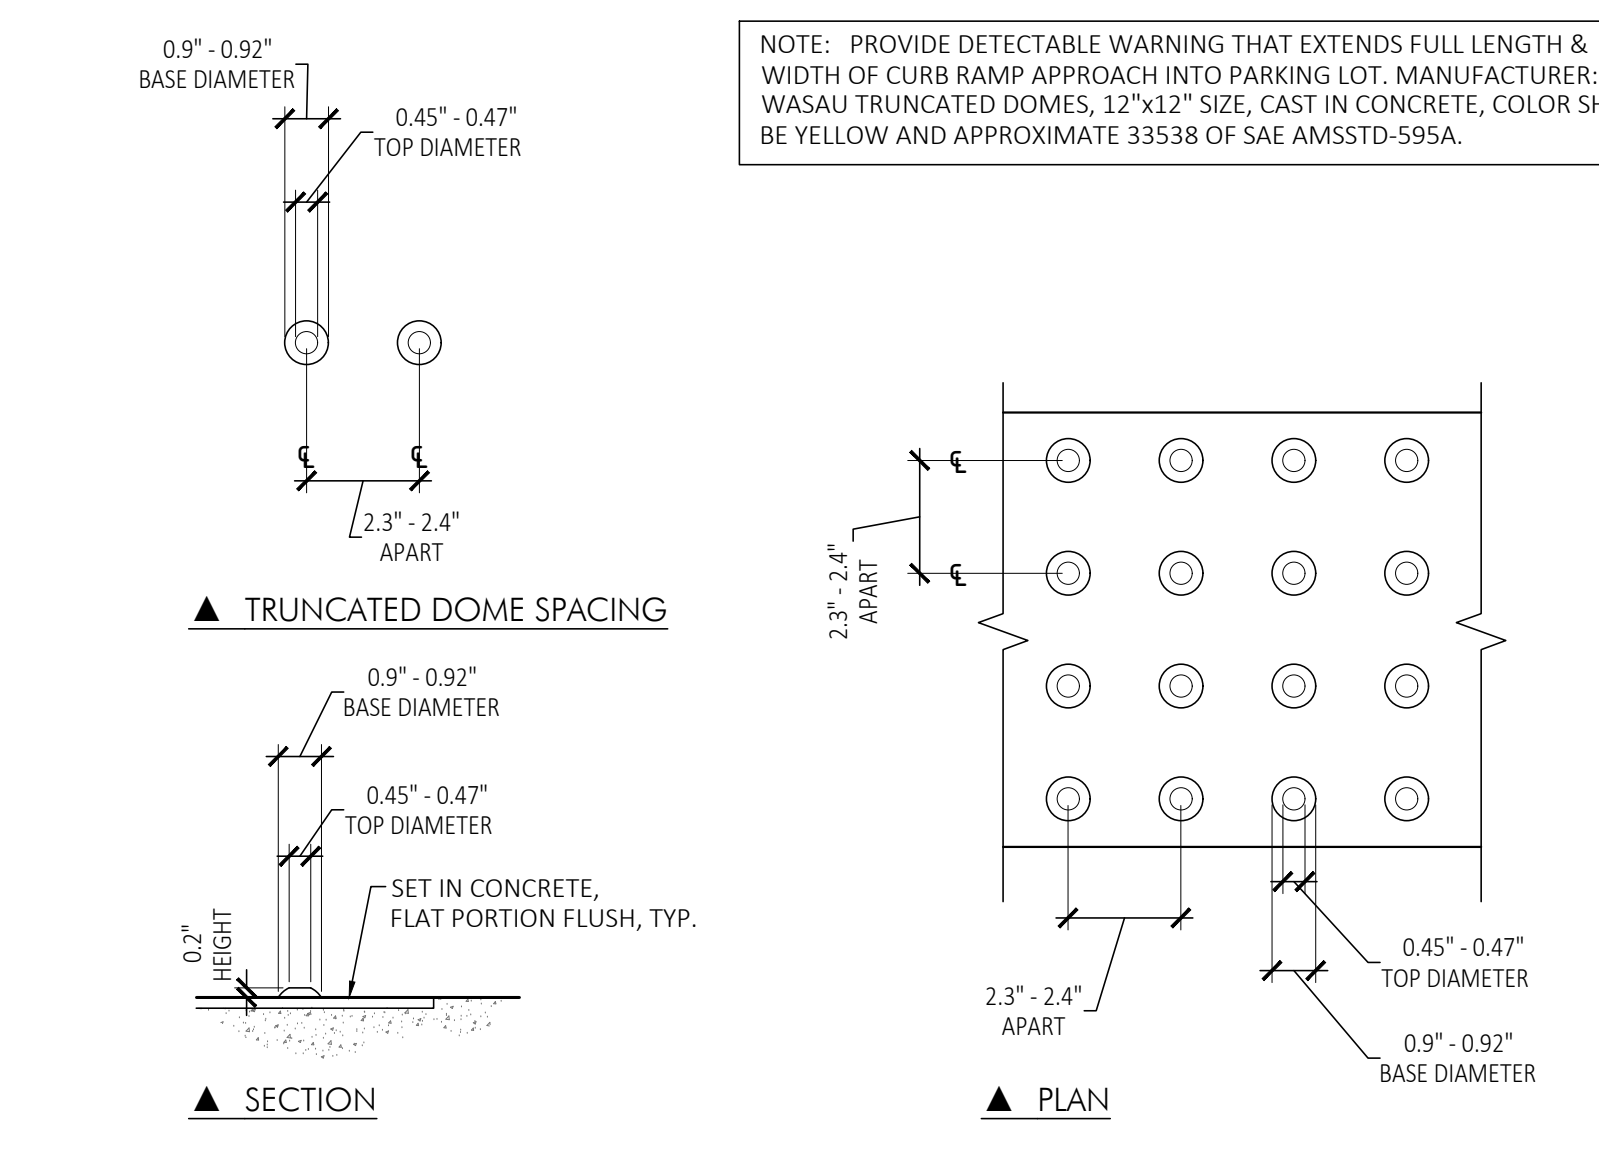 0.9" - 0.92"
BASE DIAMETER
0.45" - 0.47"
TOP DIAMETER
℄
℄
2.3" - 2.4"
APART
▲ TRUNCATED DOME SPACING
0.9" - 0.92"
BASE DIAMETER
0.45" - 0.47"
TOP DIAMETER
SET IN CONCRETE,
FLAT PORTION FLUSH, TYP.
0.2"
HEIGHT
▲ SECTION
NOTE: PROVIDE DETECTABLE WARNING THAT EXTENDS FULL LENGTH &
WIDTH OF CURB RAMP APPROACH INTO PARKING LOT. MANUFACTURER:
WASAU TRUNCATED DOMES, 12"x12" SIZE, CAST IN CONCRETE, COLOR
BE YELLOW AND APPROXIMATE 33538 OF SAE AMSSTD-595A.
℄
℄
2.3" - 2.4"
APART
2.3" - 2.4"
APART
0.45" - 0.47"
TOP DIAMETER
0.9" - 0.92"
BASE DIAMETER
▲ PLAN